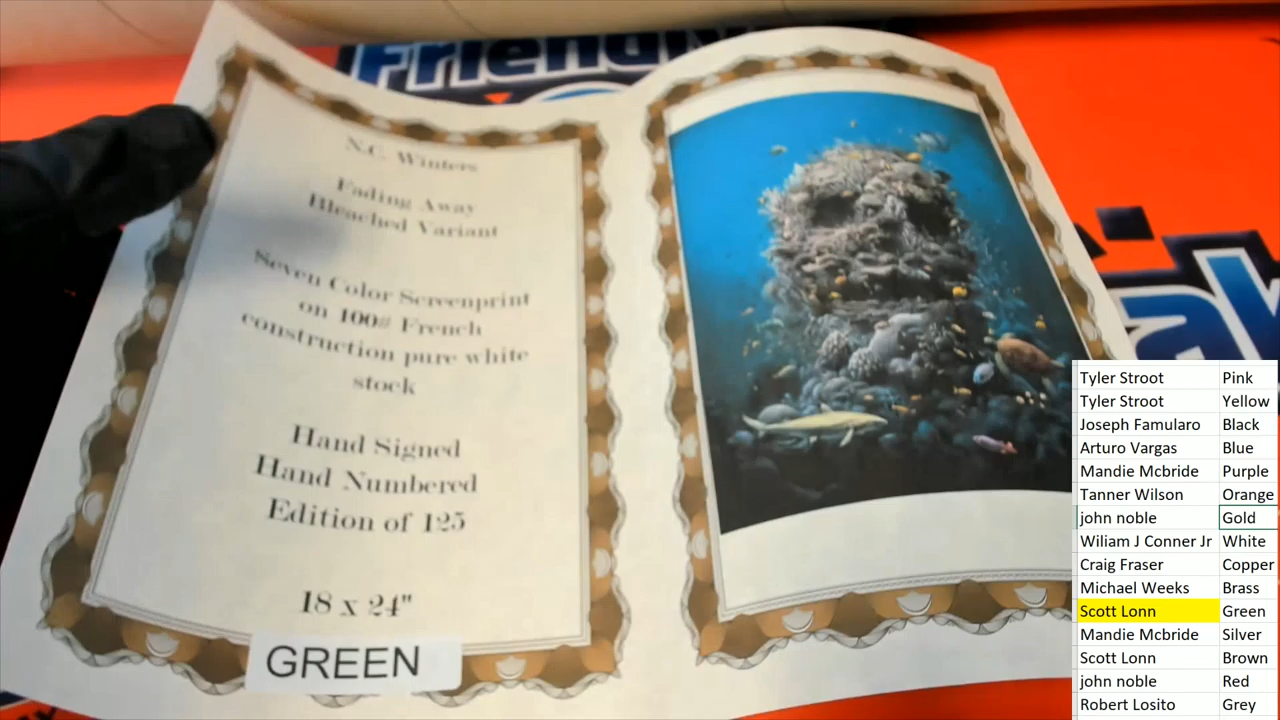 Friendly
N.C. Winters
Fading Away
Bleached Variant
Seven Color Screenprint
on 100# French
construction pure white
stock
Hand Signed
Hand Numbered
Edition of 125
18 x 24"
GREEN
Tyler Stroot Pink
Tyler Stroot Yellow
Joseph Famularo Black
Arturo Vargas Blue
Mandie Mcbride Purple
Tanner Wilson Orange
john noble Gold
Wiliam J Conner Jr White
Craig Fraser Copper
Michael Weeks Brass
Scott Lonn Green
Mandie Mcbride Silver
Scott Lonn Brown
john noble Red
Robert Losito Grey